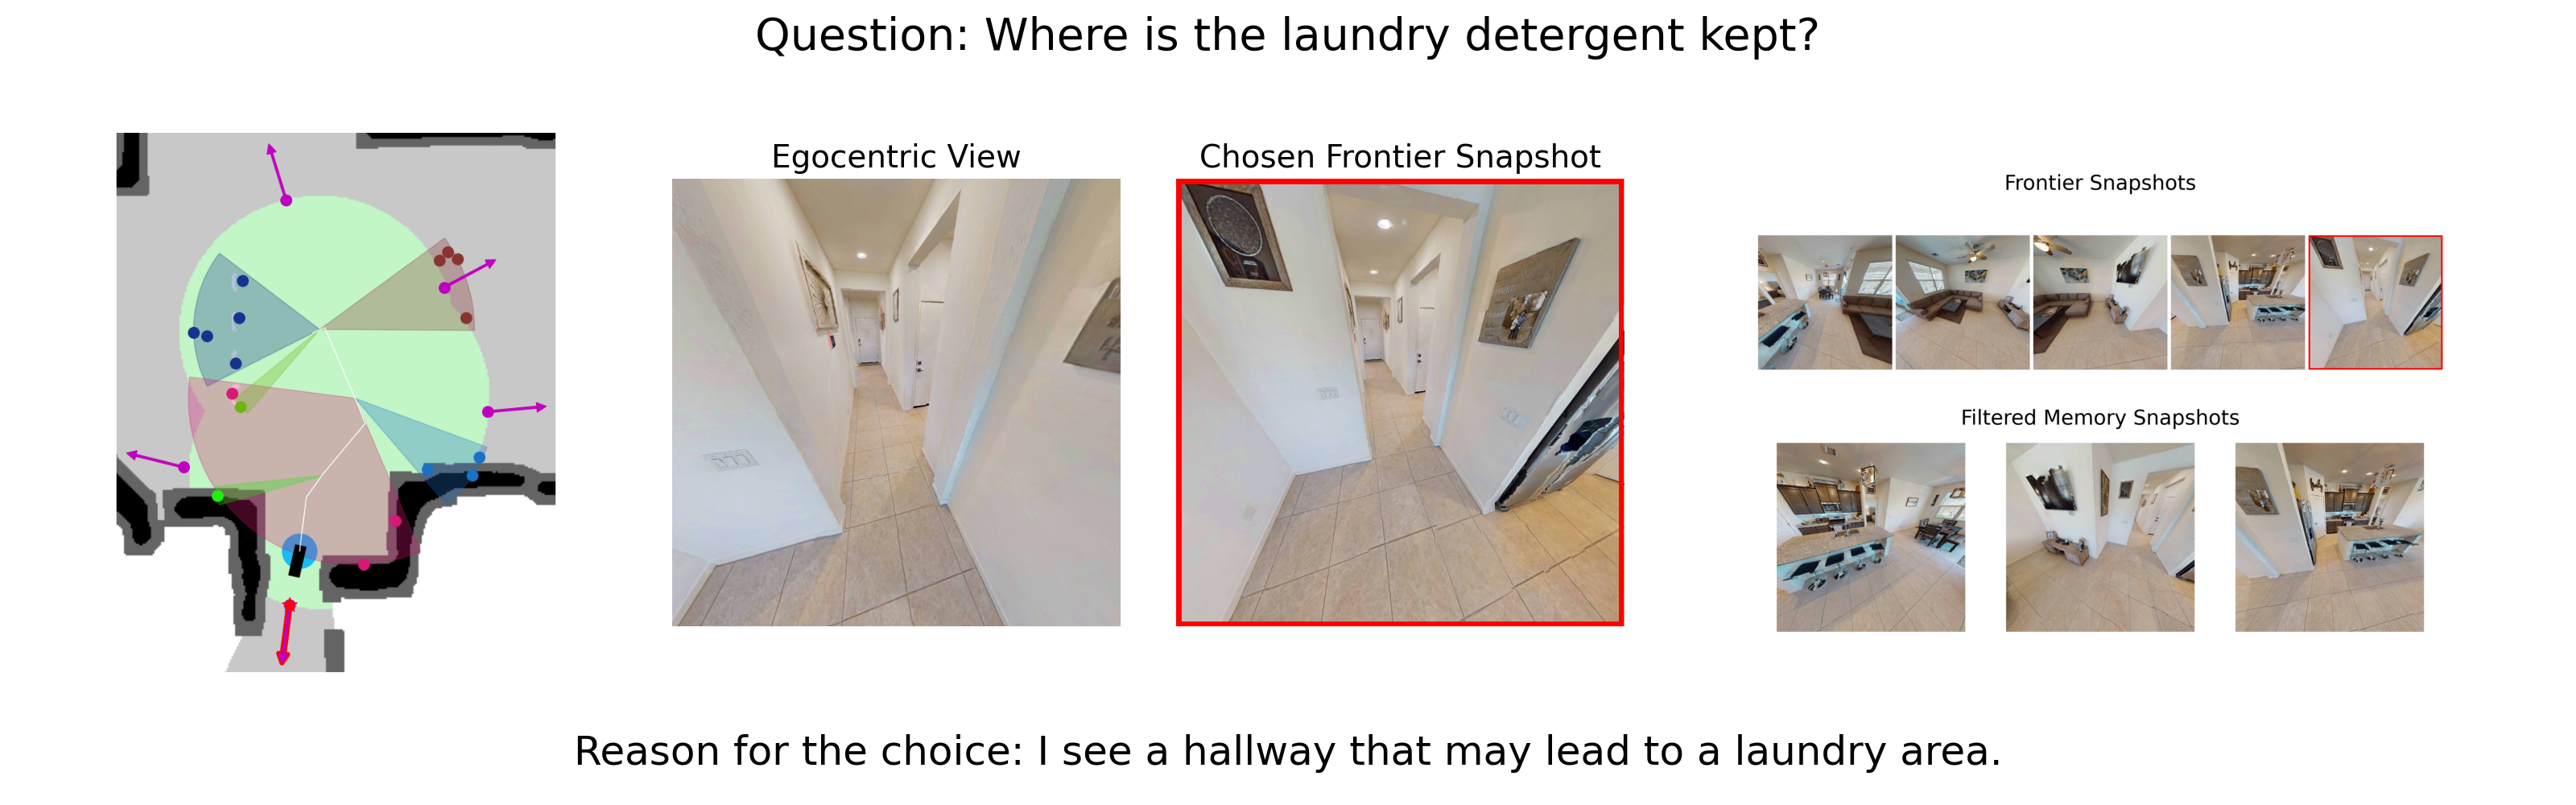 Question: Where is the laundry detergent kept?
Egocentric View
Chosen Frontier Snapshot
Frontier Snapshots
Filtered Memory Snapshots
Reason for the choice: I see a hallway that may lead to a laundry area.